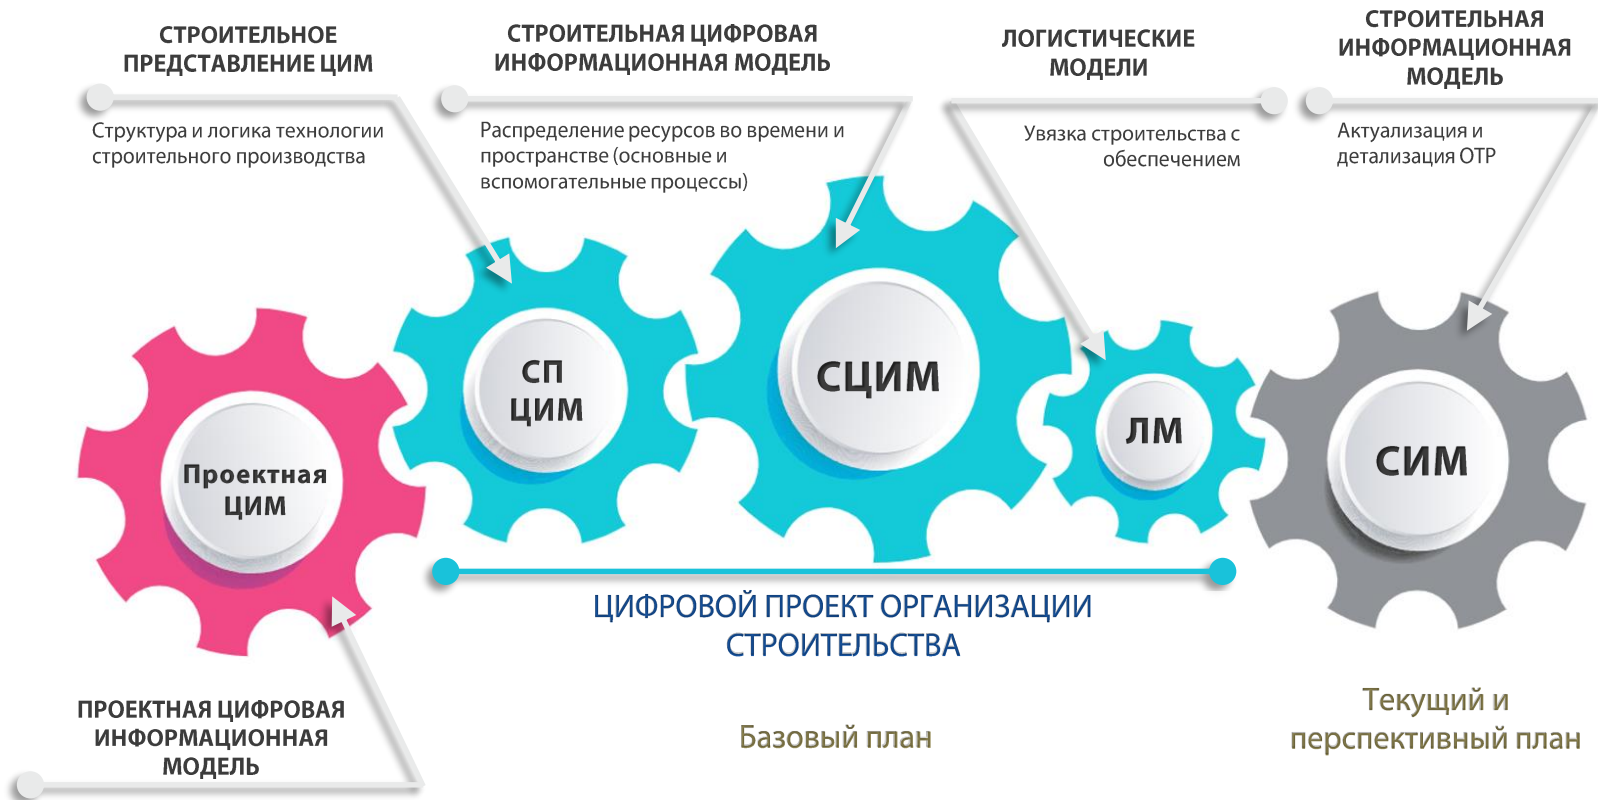 СТРОИТЕЛЬНОЕ
ПРЕДСТАВЛЕНИЕ ЦИМ
Структура и логика технологии
строительного производства
СТРОИТЕЛЬНАЯ ЦИФРОВАЯ
ИНФОРМАЦИОННАЯ МОДЕЛЬ
Распределение ресурсов во времени и
пространстве (основные и
вспомогательные процессы)
ЛОГИСТИЧЕСКИЕ
МОДЕЛИ
Увязка строительства с
обеспечением
СТРОИТЕЛЬНАЯ
ИНФОРМАЦИОННАЯ
МОДЕЛЬ
Актуализация и
детализация ОТР
Проектная
ЦИМ
СП
ЦИМ
СЦИМ
ЛМ
СИМ
ЦИФРОВОЙ ПРОЕКТ ОРГАНИЗАЦИИ
СТРОИТЕЛЬСТВА
ПРОЕКТНАЯ ЦИФРОВАЯ
ИНФОРМАЦИОННАЯ
МОДЕЛЬ
Базовый план
Текущий и
перспективный план